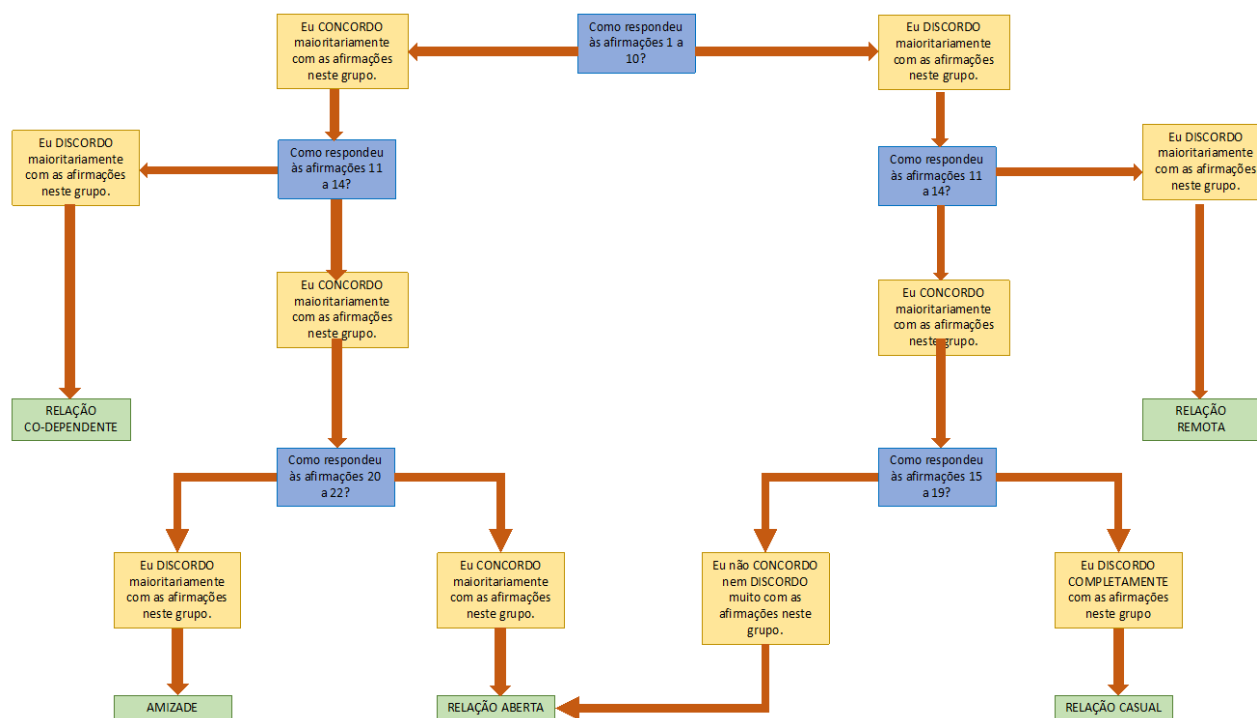 Eu CONCORDO
maioritariamente
com as afirmações
neste grupo.
Como respondeu
às afirmações 1 a
10?
Eu DISCORDO
maioritariamente
com as afirmações
neste grupo.
Eu DISCORDO
maioritariamente
com as afirmações
neste grupo.
Como respondeu
às afirmações 11
a 14?
Como respondeu
às afirmações 11
a 14?
Eu DISCORDO
maioritariamente
com as afirmações
neste grupo.
Eu CONCORDO
maioritariamente
com as afirmações
neste grupo.
Eu CONCORDO
maioritariamente
com as afirmações
neste grupo.
RELAÇÃO
CO-DEPENDENTE
RELAÇÃO
REMOTA
Como respondeu
às afirmações 20
a 22?
Como respondeu
às afirmações 15
a 19?
Eu DISCORDO
maioritariamente
com as afirmações
neste grupo.
Eu CONCORDO
maioritariamente
com as afirmações
neste grupo.
Eu não CONCORDO
nem DISCORDO
muito com as
afirmações neste
grupo.
Eu DISCORDO
COMPLETAMENTE
com as afirmações
neste grupo
AMIZADE
RELAÇÃO ABERTA
RELAÇÃO CASUAL